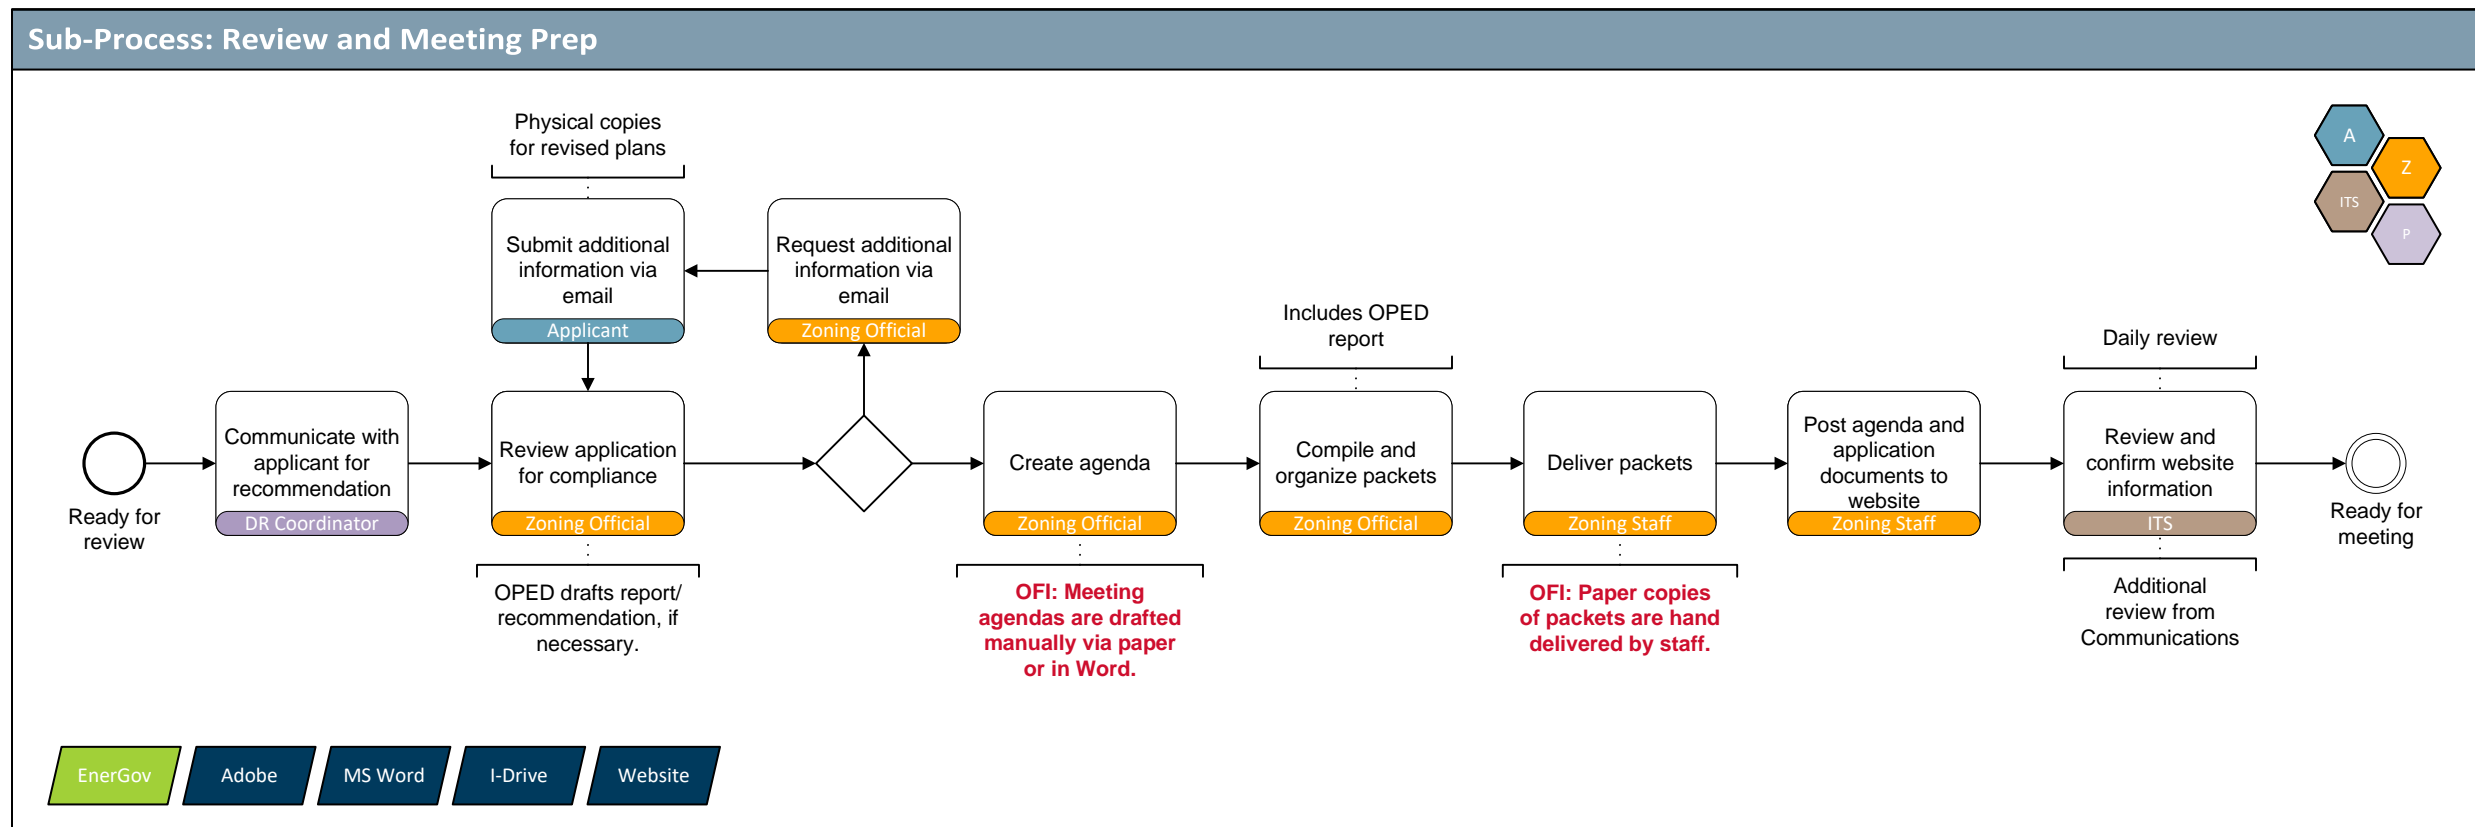 Sub-Process: Review and Meeting Prep
Physical copies
for revised plans
A
Z
ITS
P
Submit additional
information via
email
Applicant
Request additional
information via
email
Zoning Official
Includes OPED
report
Daily review
Ready for
review
Communicate with
applicant for
recommendation
DR Coordinator
Review application
for compliance
Zoning Official
Create agenda
Zoning Official
Compile and
organize packets
Zoning Official
Deliver packets
Zoning Staff
Post agenda and
application
documents to
website
Zoning Staff
Review and
confirm website
information
ITS
Ready for
meeting
OPED drafts report/
recommendation, if
necessary.
OFI: Meeting
agendas are drafted
manually via paper
or in Word.
OFI: Paper copies
of packets are hand
delivered by staff.
Additional
review from
Communications
EnerGov
Adobe
MS Word
I-Drive
Website